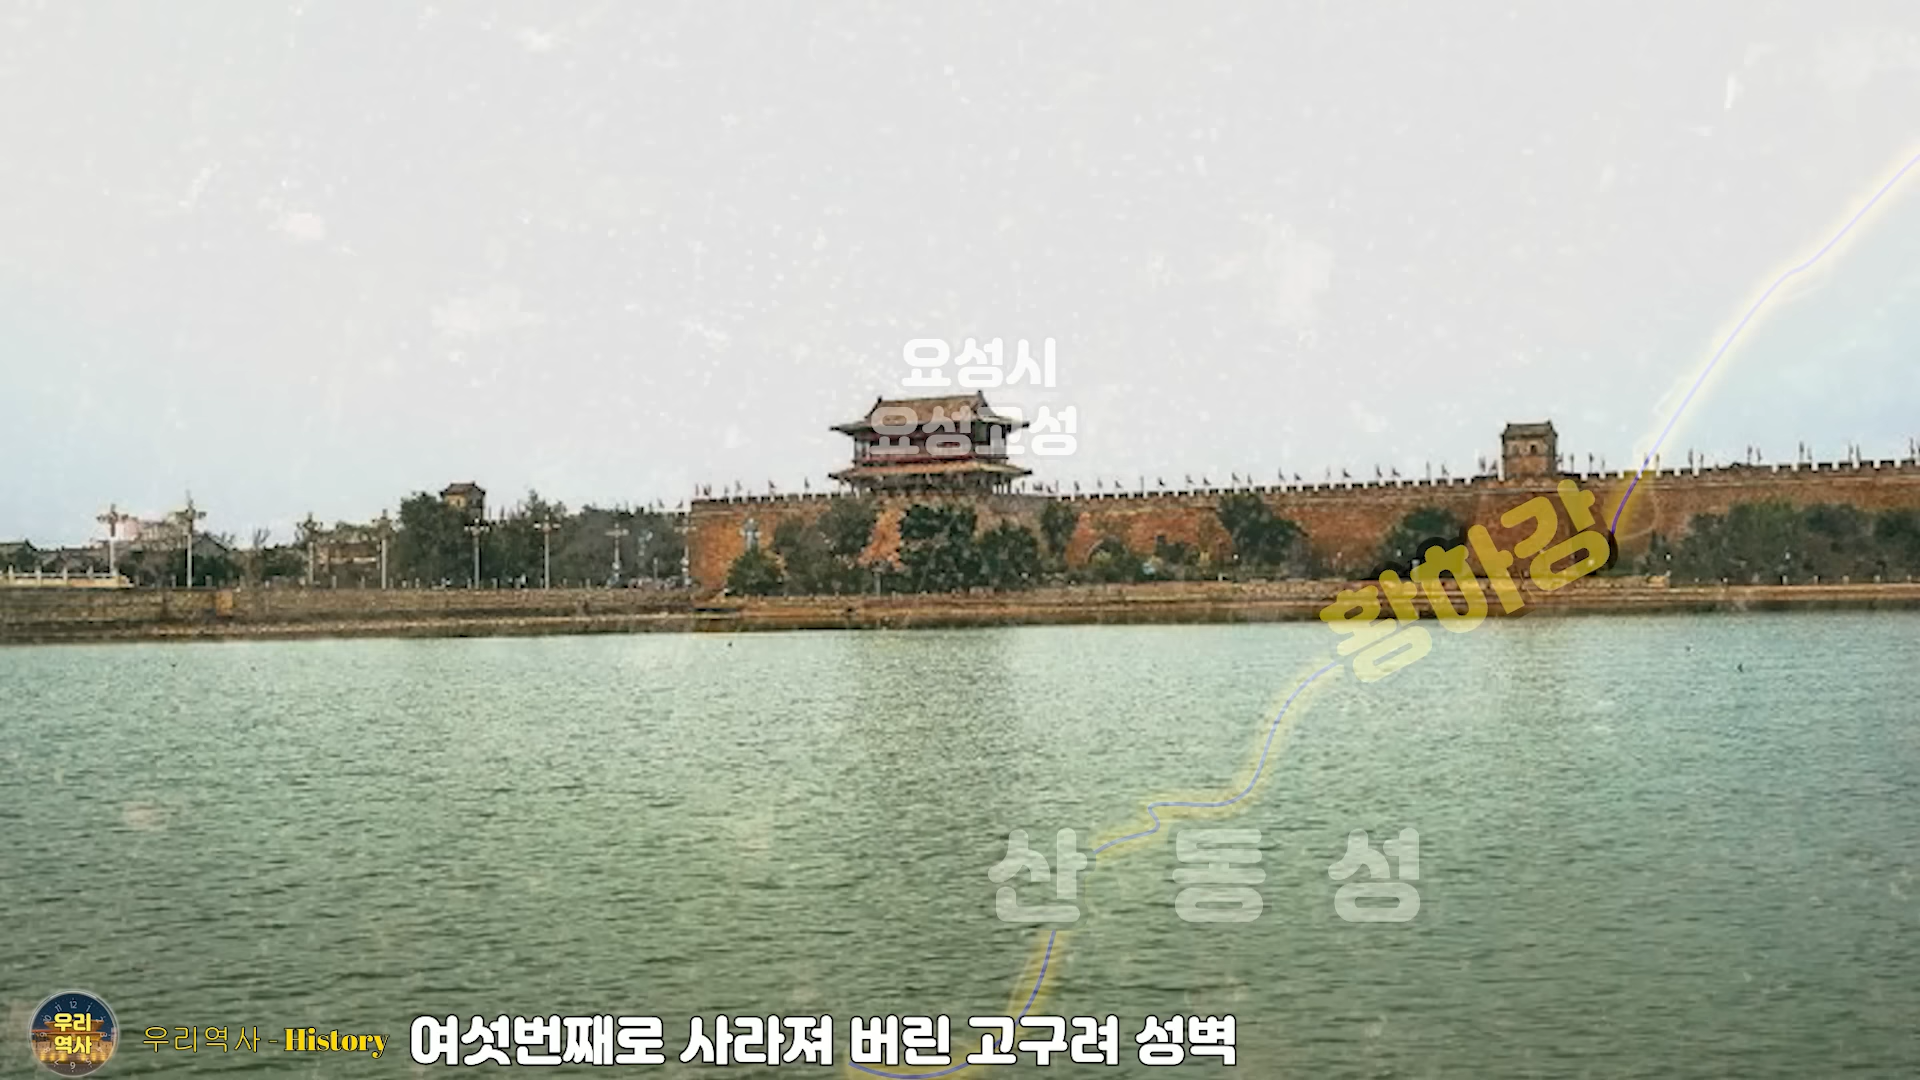 요성시
요성고성
황하강
산 동 성
우리
역사
우리역사 - History
여섯번째로 사라져 버린 고구려 성벽